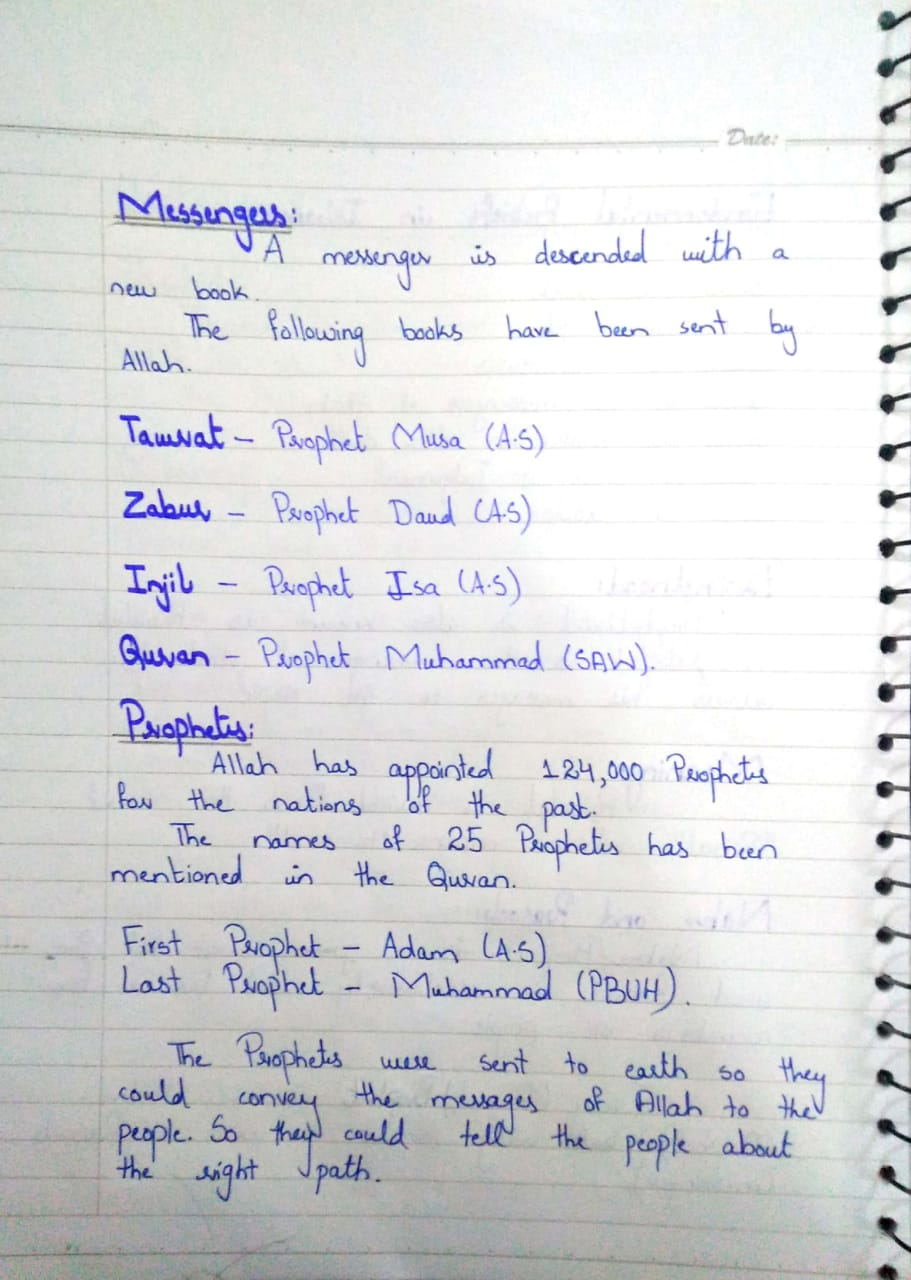 Date:
Messengers:
A messenger is descended with a
new book.
The following books have been sent by
Allah.
Tawrat - Prophet Musa (A.S)
Zabur - Prophet Daud (A.S)
Injil - Prophet Isa (A.S)
Quran - Prophet Muhammad (SAW).
Prophets:
Allah has appointed 124,000 Prophets
for the nations of the past.
The names of 25 Prophets has been
mentioned in the Quran.
First Prophet - Adam (A.S)
Last Prophet - Muhammad (PBUH).
The Prophets were sent to earth so they
could convey the messages of Allah to the
people. So they could tell the people about
the right path.